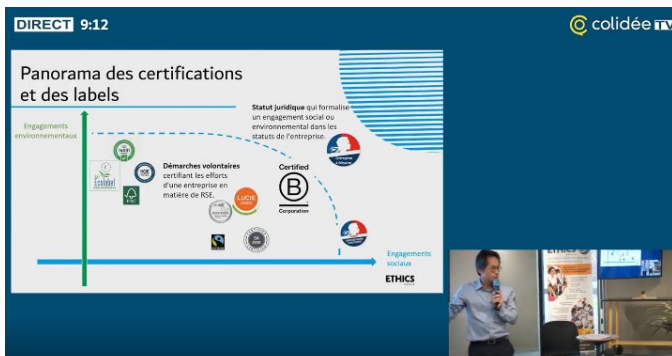 DIRECT 9:12
colidée TV
Panorama des certifications
et des labels
Statut juridique qui formalise
un engagement social ou
environnemental dans les
statuts de l'entreprise.
Engagements
environnementaux
Démarches volontaires
certifiant les efforts
d'une entreprise en
matière de RSE.
Certified
B
Corporation
Ecolabel
FSC
LUCIE
Engagements
sociaux
ETHICS
ETHICS